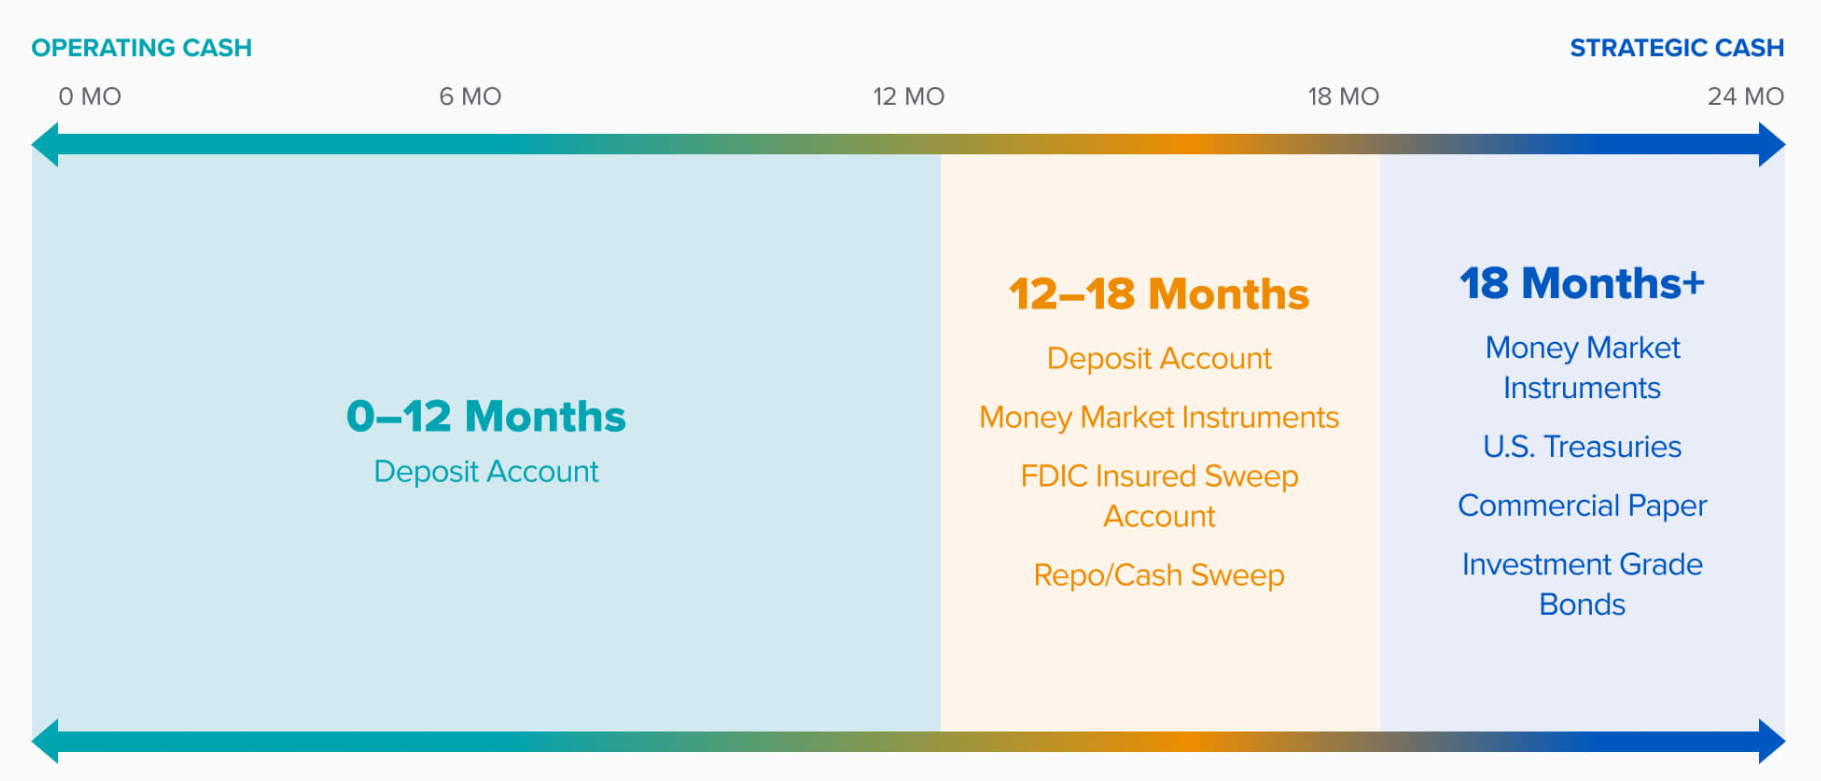 OPERATING CASH
STRATEGIC CASH
0 MO
6 MO
12 MO
18 MO
24 MO
0–12 Months
Deposit Account
12–18 Months
Deposit Account
Money Market Instruments
FDIC Insured Sweep
Account
Repo/Cash Sweep
18 Months+
Money Market
Instruments
U.S. Treasuries
Commercial Paper
Investment Grade
Bonds